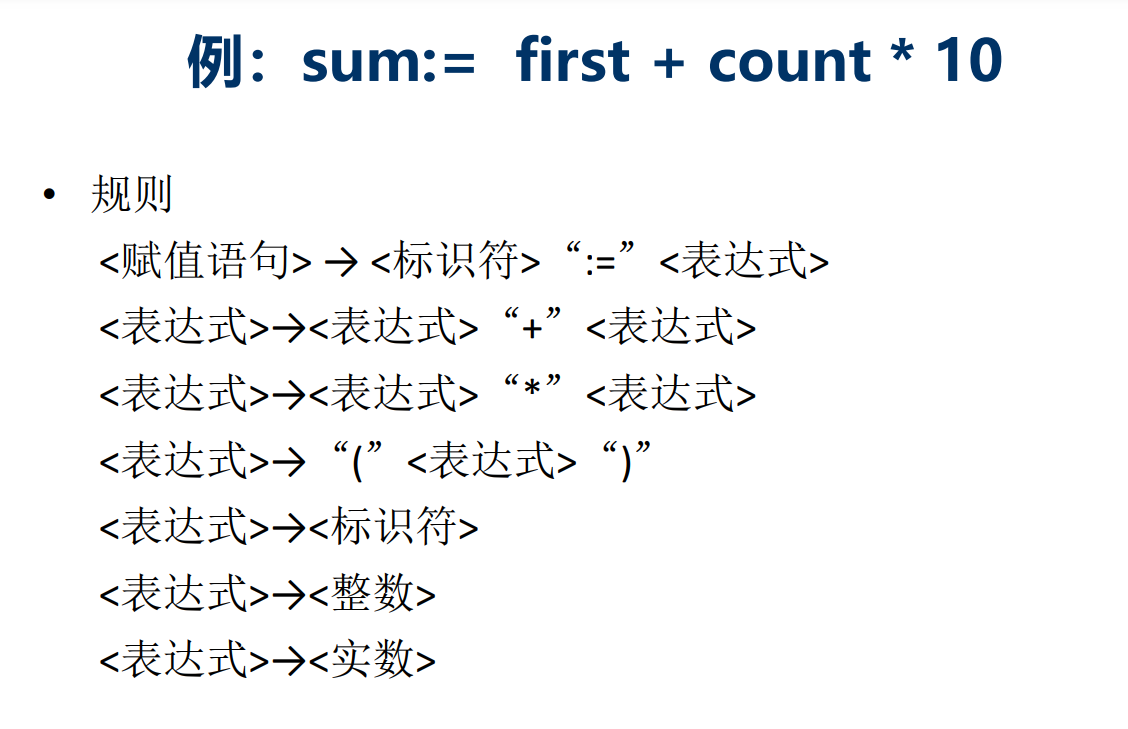 例：sum:= first + count * 10
• 规则
<赋值语句> → <标识符>“:=”<表达式>
<表达式>→<表达式>“+”<表达式>
<表达式>→<表达式>“*”<表达式>
<表达式>→“(”<表达式>“)”
<表达式>→<标识符>
<表达式>→<整数>
<表达式>→<实数>